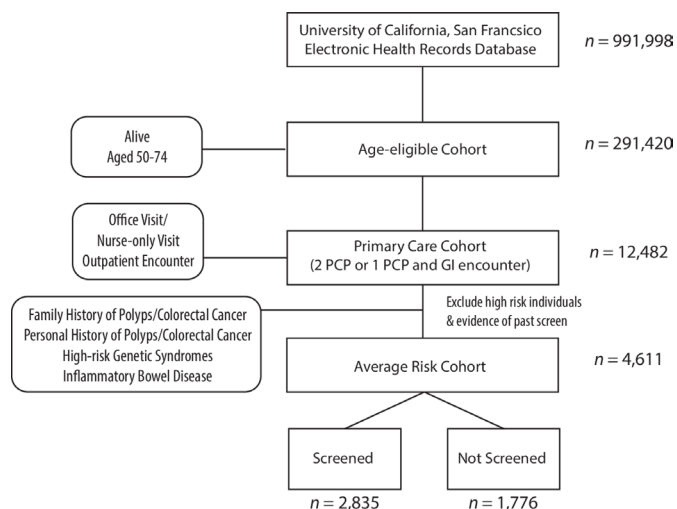 University of California, San Francsico
Electronic Health Records Database
n = 991,998
Alive
Aged 50-74
Age-eligible Cohort
n = 291,420
Office Visit/
Nurse-only Visit
Outpatient Encounter
Primary Care Cohort
(2 PCP or 1 PCP and GI encounter)
n = 12,482
Exclude high risk individuals
& evidence of past screen
Family History of Polyps/Colorectal Cancer
Personal History of Polyps/Colorectal Cancer
High-risk Genetic Syndromes
Inflammatory Bowel Disease
Average Risk Cohort
n = 4,611
Screened
Not Screened
n = 2,835
n = 1,776